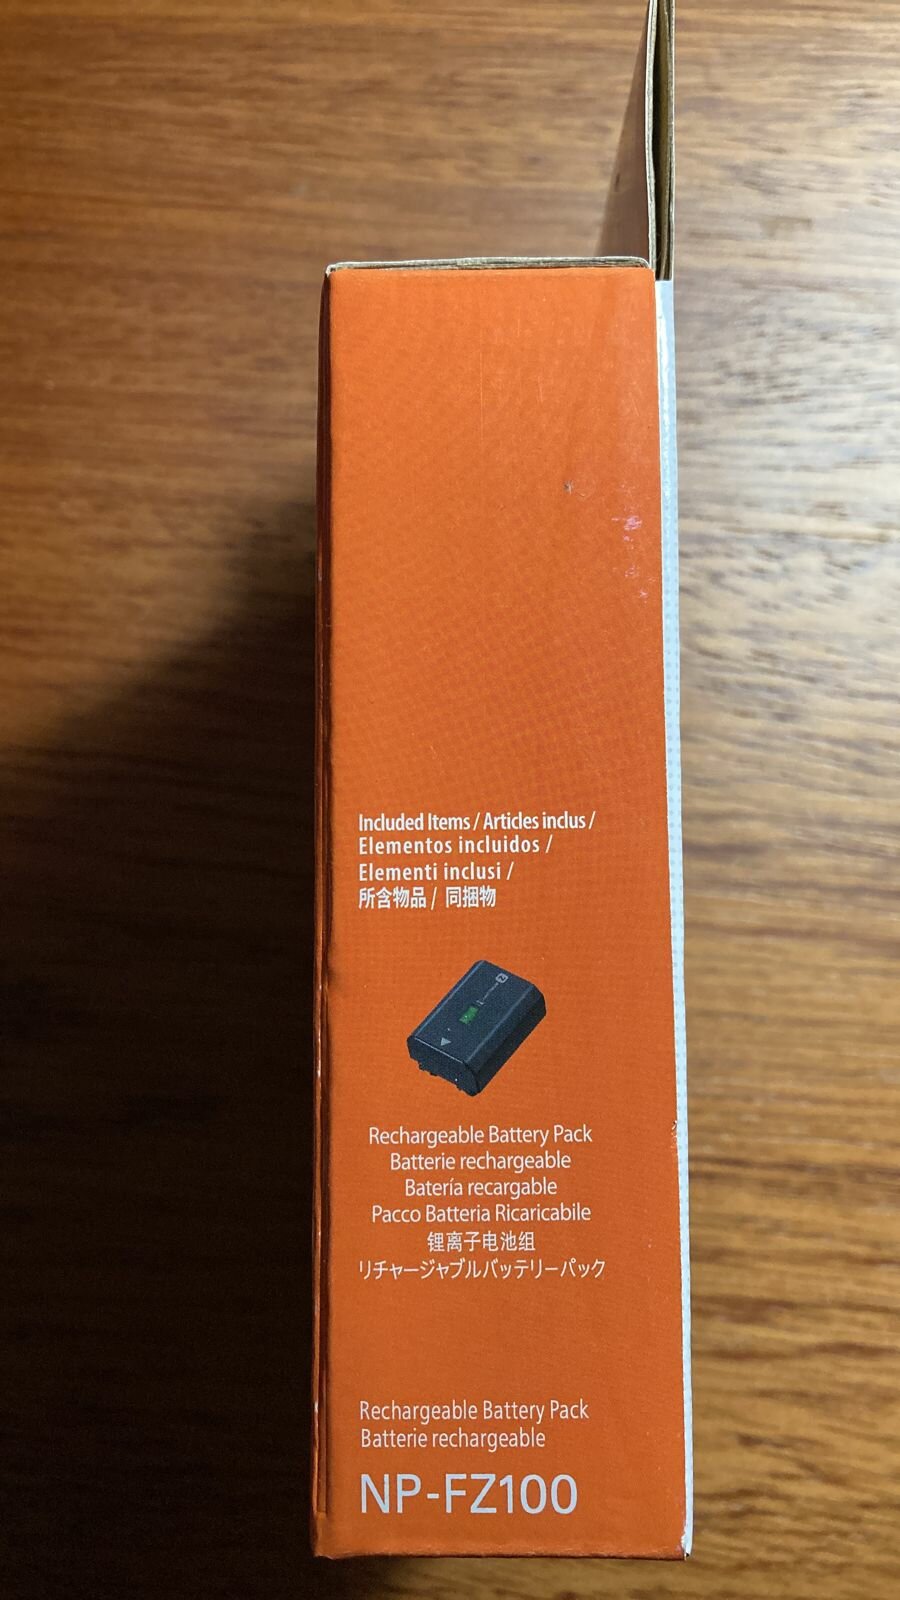 Included Items / Articles inclus /
Elementos incluidos /
Elementi inclusi /
所含物品 / 同捆物
Rechargeable Battery Pack
Batterie rechargeable
Batería recargable
Pacco Batteria Ricaricabile
锂离子电池组
リチャージャブルバッテリーパック
Rechargeable Battery Pack
Batterie rechargeable
NP-FZ100